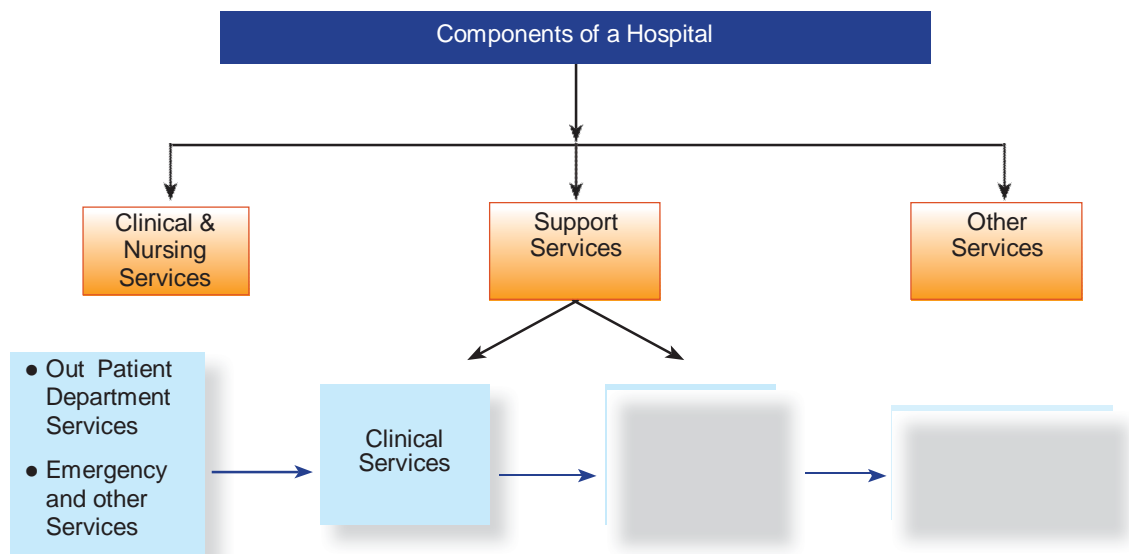 Components of a Hospital
Clinical &
Nursing
Services
Support
Services
Other
Services
● Out Patient
Department
Services
● Emergency
and other
Services
Clinical
Services